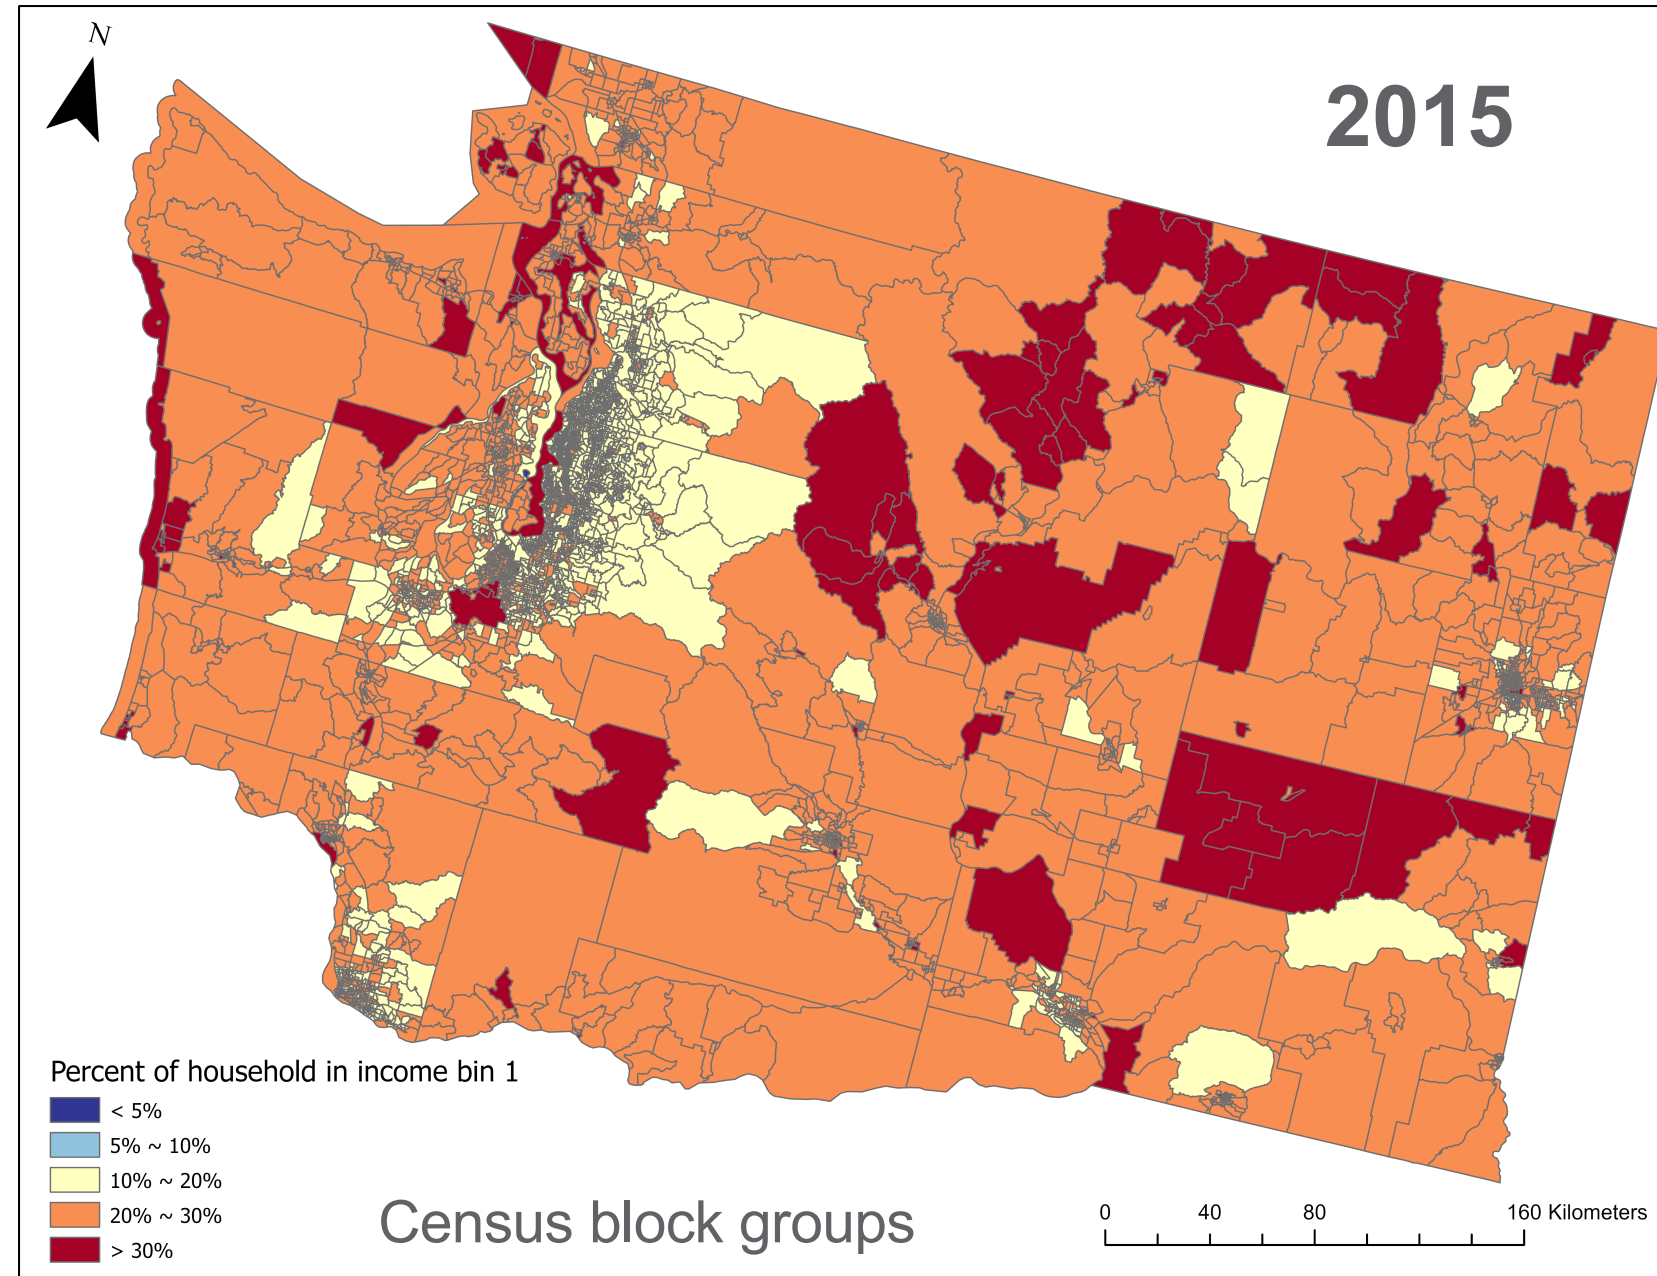 N
2015
Percent of household in income bin 1
< 5%
5% ~ 10%
10% ~ 20%
20% ~ 30%
> 30%
Census block groups
0 40 80 160 Kilometers